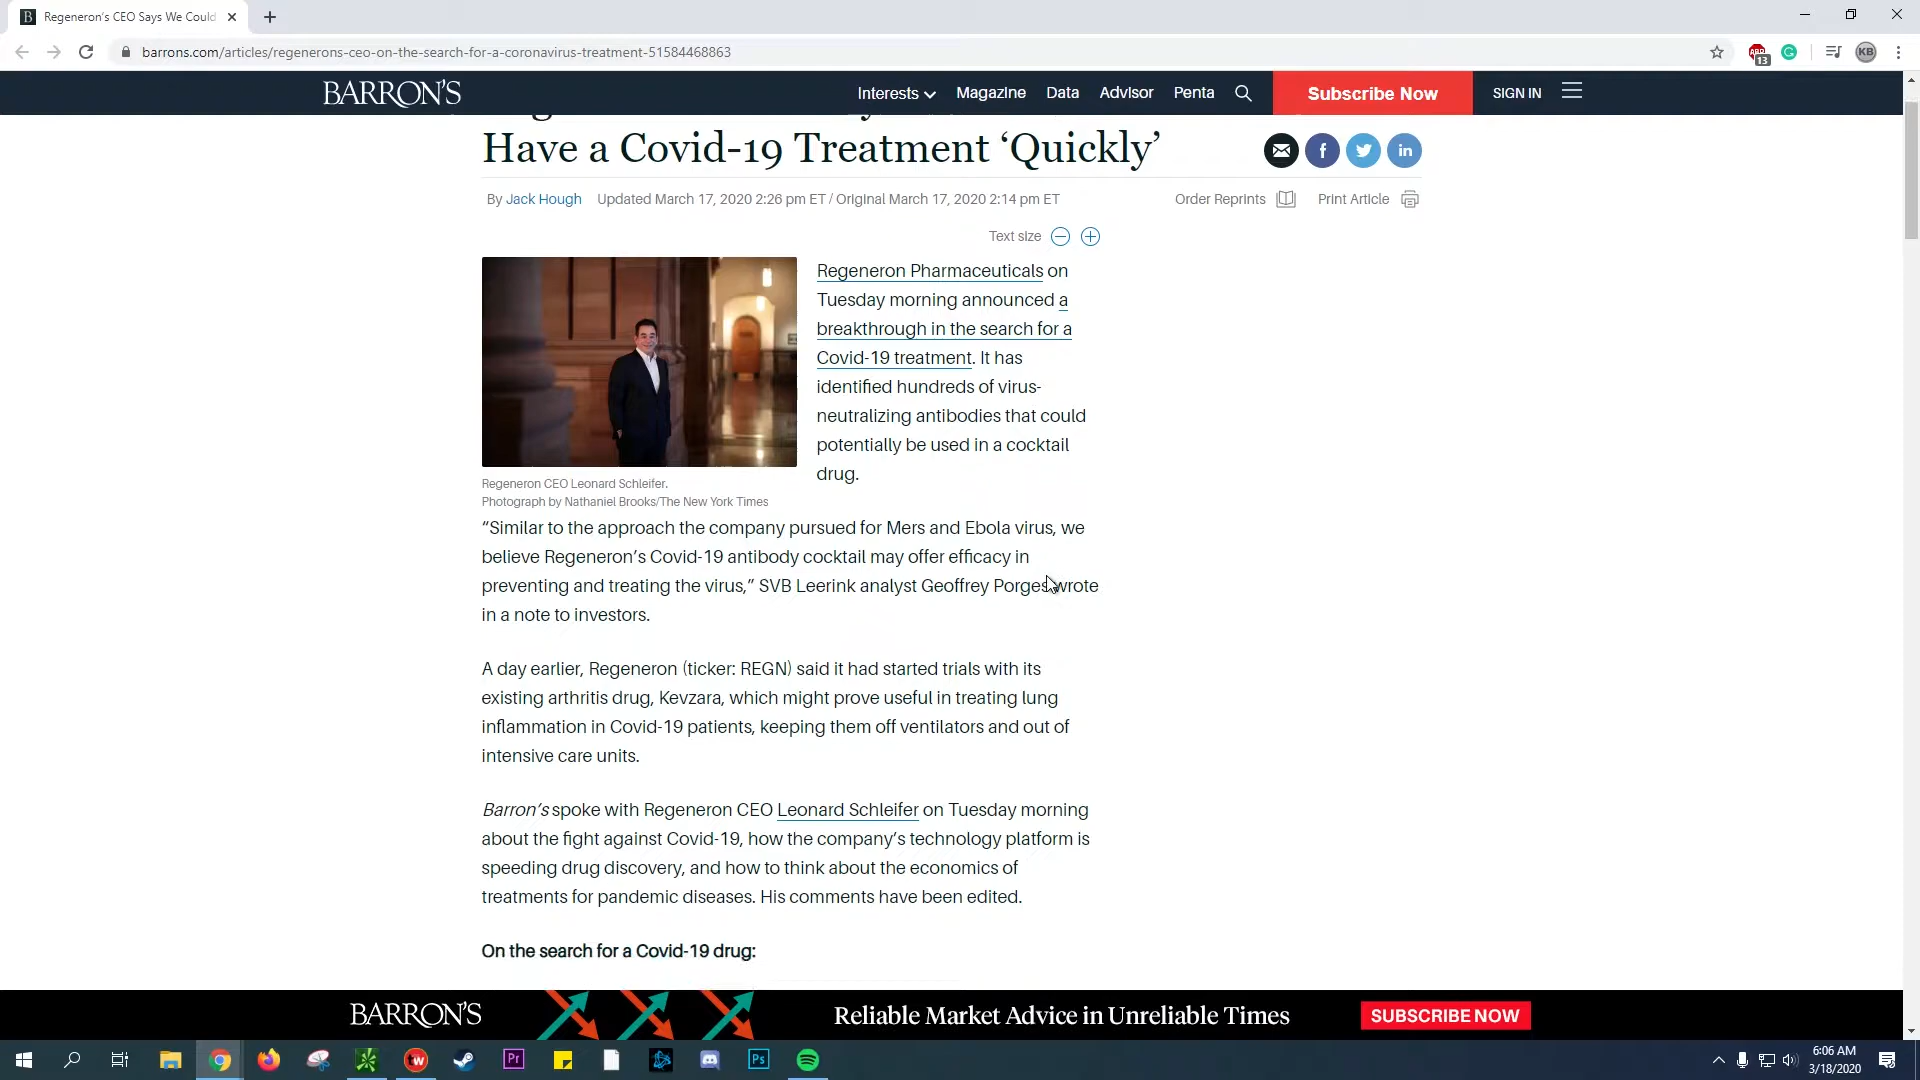 Regeneron's CEO Says We Could
barrons.com/articles/regenerons-ceo-on-the-search-for-a-coronavirus-treatment-51584468863
13
KB
BARRON'S
Interests
Magazine
Data
Advisor
Penta
Subscribe Now
SIGN IN
Have a Covid-19 Treatment ‘Quickly’
By Jack Hough Updated March 17, 2020 2:26 pm ET / Original March 17, 2020 2:14 pm ET
Order Reprints
Print Article
Text size
Regeneron Pharmaceuticals on
Tuesday morning announced a
breakthrough in the search for a
Covid-19 treatment. It has
identified hundreds of virus-
neutralizing antibodies that could
potentially be used in a cocktail
drug.
Regeneron CEO Leonard Schleifer.
Photograph by Nathaniel Brooks/The New York Times
“Similar to the approach the company pursued for Mers and Ebola virus, we
believe Regeneron’s Covid-19 antibody cocktail may offer efficacy in
preventing and treating the virus,” SVB Leerink analyst Geoffrey Porges wrote
in a note to investors.
A day earlier, Regeneron (ticker: REGN) said it had started trials with its
existing arthritis drug, Kevzara, which might prove useful in treating lung
inflammation in Covid-19 patients, keeping them off ventilators and out of
intensive care units.
Barron’s spoke with Regeneron CEO Leonard Schleifer on Tuesday morning
about the fight against Covid-19, how the company’s technology platform is
speeding drug discovery, and how to think about the economics of
treatments for pandemic diseases. His comments have been edited.
On the search for a Covid-19 drug:
BARRON'S
Reliable Market Advice in Unreliable Times
SUBSCRIBE NOW
tw
Pr
Ps
6:06 AM
3/18/2020